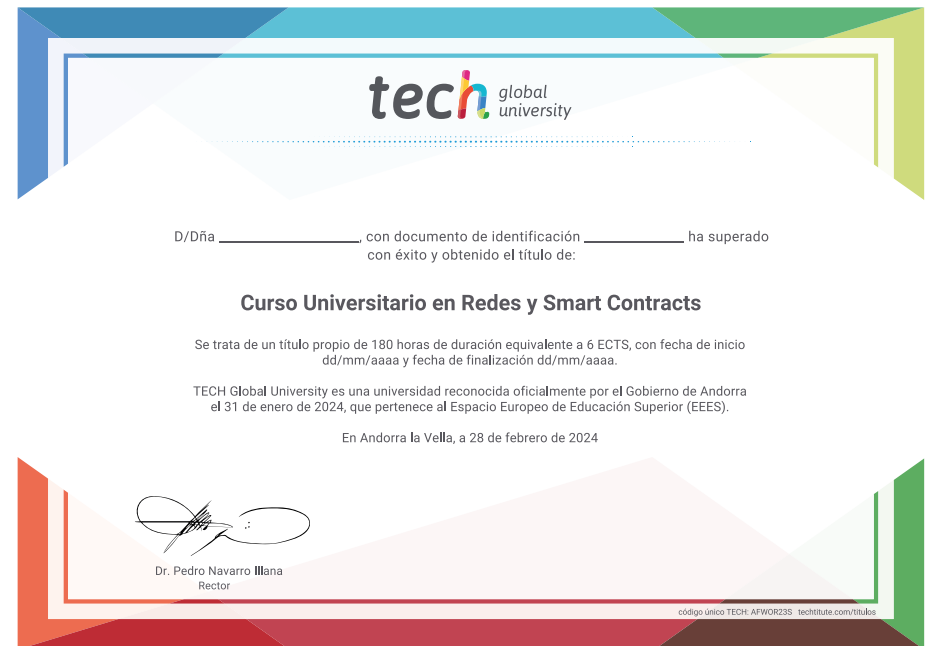 tech global university
D/Dña ____________________, con documento de identificación ______________ ha superado
con éxito y obtenido el título de:
Curso Universitario en Redes y Smart Contracts
Se trata de un título propio de 180 horas de duración equivalente a 6 ECTS, con fecha de inicio
dd/mm/aaaa y fecha de finalización dd/mm/aaaa.
TECH Global University es una universidad reconocida oficialmente por el Gobierno de Andorra
el 31 de enero de 2024, que pertenece al Espacio Europeo de Educación Superior (EEES).
En Andorra la Vella, a 28 de febrero de 2024
Dr. Pedro Navarro Illana
Rector
código único TECH: AFWOR23S techtitute.com/titulos